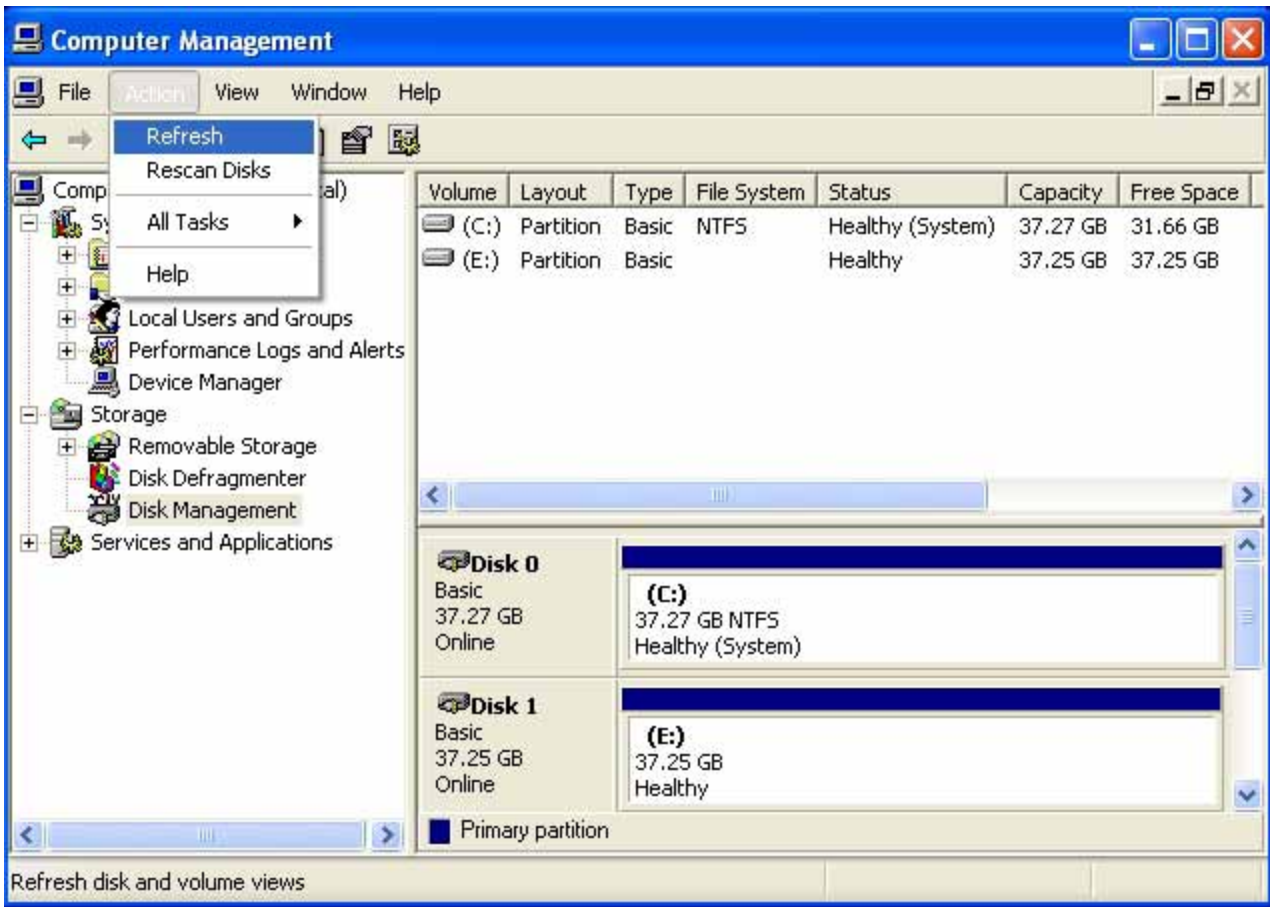 Computer Management
File Action View Window Help
Refresh
Rescan Disks
All Tasks
Help
Comp al)
Sy
Local Users and Groups
Performance Logs and Alerts
Device Manager
Storage
Removable Storage
Disk Defragmenter
Disk Management
Services and Applications
Volume Layout Type File System Status Capacity Free Space
(C:) Partition Basic NTFS Healthy (System) 37.27 GB 31.66 GB
(E:) Partition Basic Healthy 37.25 GB 37.25 GB
Disk 0
Basic
37.27 GB
Online
(C:)
37.27 GB NTFS
Healthy (System)
Disk 1
Basic
37.25 GB
Online
(E:)
37.25 GB
Healthy
Primary partition
Refresh disk and volume views